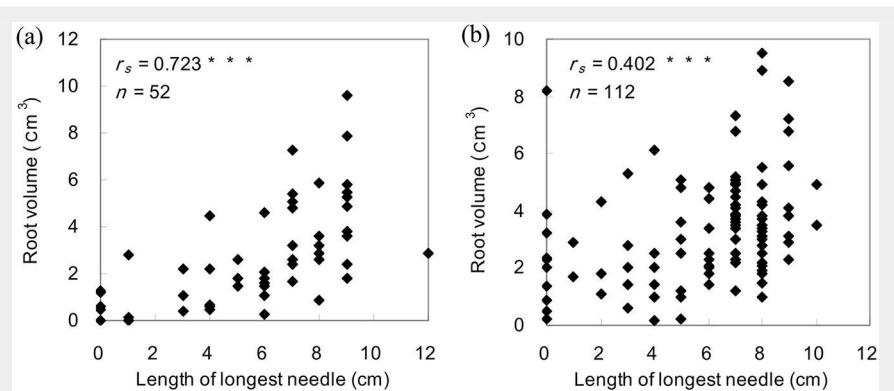 (a)
12
10
8
6
4
2
0
Root volume ( cm³)
r_s = 0.723 * * *
n = 52
0 2 4 6 8 10 12
Length of longest needle (cm)
(b)
10
8
6
4
2
0
Root volume ( cm³)
r_s = 0.402 * * *
n = 112
0 2 4 6 8 10 12
Length of longest needle (cm)